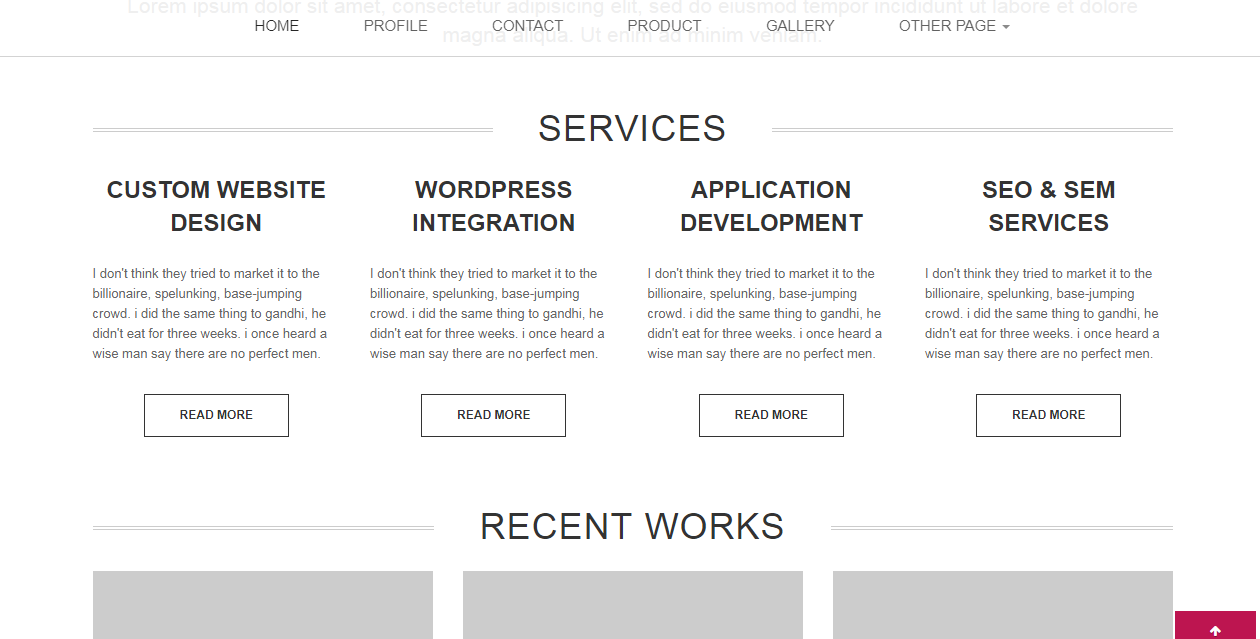 Lorem ipsum dolor sit amet, consectetur adipisicing elit, sed do eiusmod tempor incididunt ut labore et dolore
HOME PROFILE CONTACT PRODUCT GALLERY OTHER PAGE
magna aliqua. Ut enim ad minim veniam.
SERVICES
CUSTOM WEBSITE
DESIGN
I don't think they tried to market it to the
billionaire, spelunking, base-jumping
crowd. i did the same thing to gandhi, he
didn't eat for three weeks. i once heard a
wise man say there are no perfect men.
READ MORE
WORDPRESS
INTEGRATION
I don't think they tried to market it to the
billionaire, spelunking, base-jumping
crowd. i did the same thing to gandhi, he
didn't eat for three weeks. i once heard a
wise man say there are no perfect men.
READ MORE
APPLICATION
DEVELOPMENT
I don't think they tried to market it to the
billionaire, spelunking, base-jumping
crowd. i did the same thing to gandhi, he
didn't eat for three weeks. i once heard a
wise man say there are no perfect men.
READ MORE
SEO & SEM
SERVICES
I don't think they tried to market it to the
billionaire, spelunking, base-jumping
crowd. i did the same thing to gandhi, he
didn't eat for three weeks. i once heard a
wise man say there are no perfect men.
READ MORE
RECENT WORKS